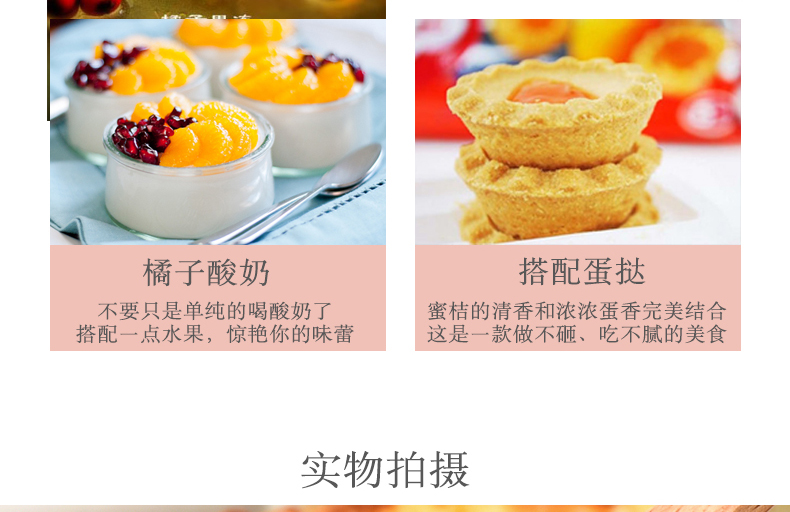 橘子酸奶
不要只是单纯的喝酸奶了
搭配一点水果，惊艳你的味蕾
搭配蛋挞
蜜桔的清香和浓浓蛋香完美结合
这是一款做不砸、吃不腻的美食
实物拍摄